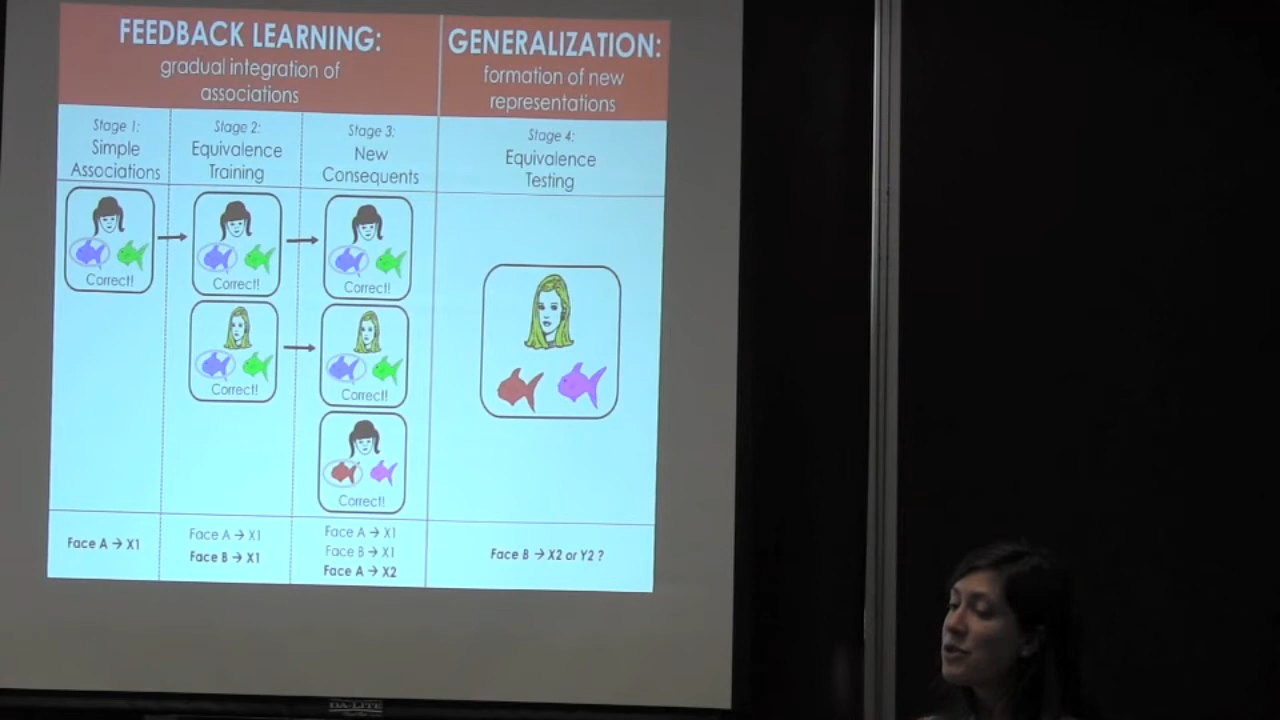 FEEDBACK LEARNING:
gradual integration of
associations
GENERALIZATION:
formation of new
representations
Stage 1:
Simple
Associations
Stage 2:
Equivalence
Training
Stage 3:
New
Consequents
Stage 4:
Equivalence
Testing
Correct!
Correct!
Correct!
Correct!
Correct!
Correct!
Face A → X1
Face A → X1
Face B → X1
Face A → X1
Face B → X1
Face A → X2
Face B → X2 or Y2 ?
DA-LITE